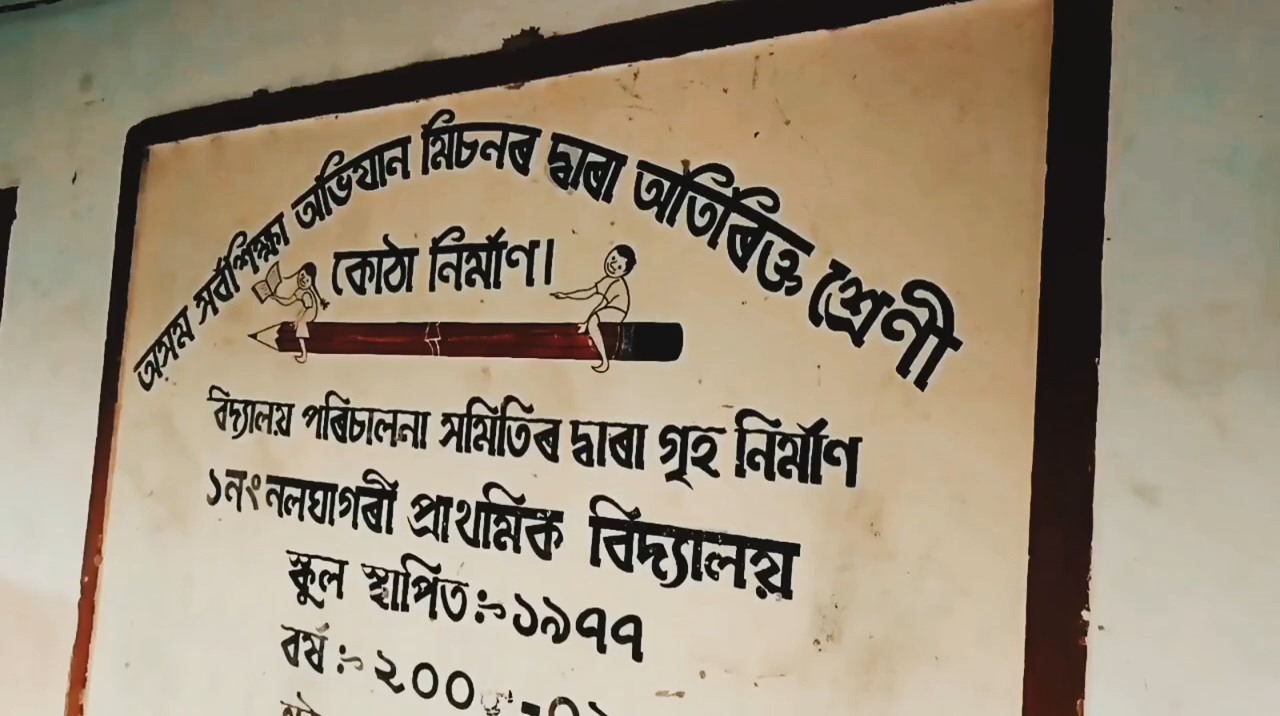 অসম সৰ্বশিক্ষা অভিযান মিচনৰ দ্বাৰা অতিৰিক্ত শ্ৰেণী
কোঠা নিৰ্মাণ।
বিদ্যালয় পৰিচালনা সমিতিৰ দ্বাৰা গৃহ নিৰ্মাণ
১নং নলঘাগৰী প্ৰাথমিক বিদ্যালয়
স্কুল স্থাপিত:- ১৯৭৭
বৰ্ষ:-